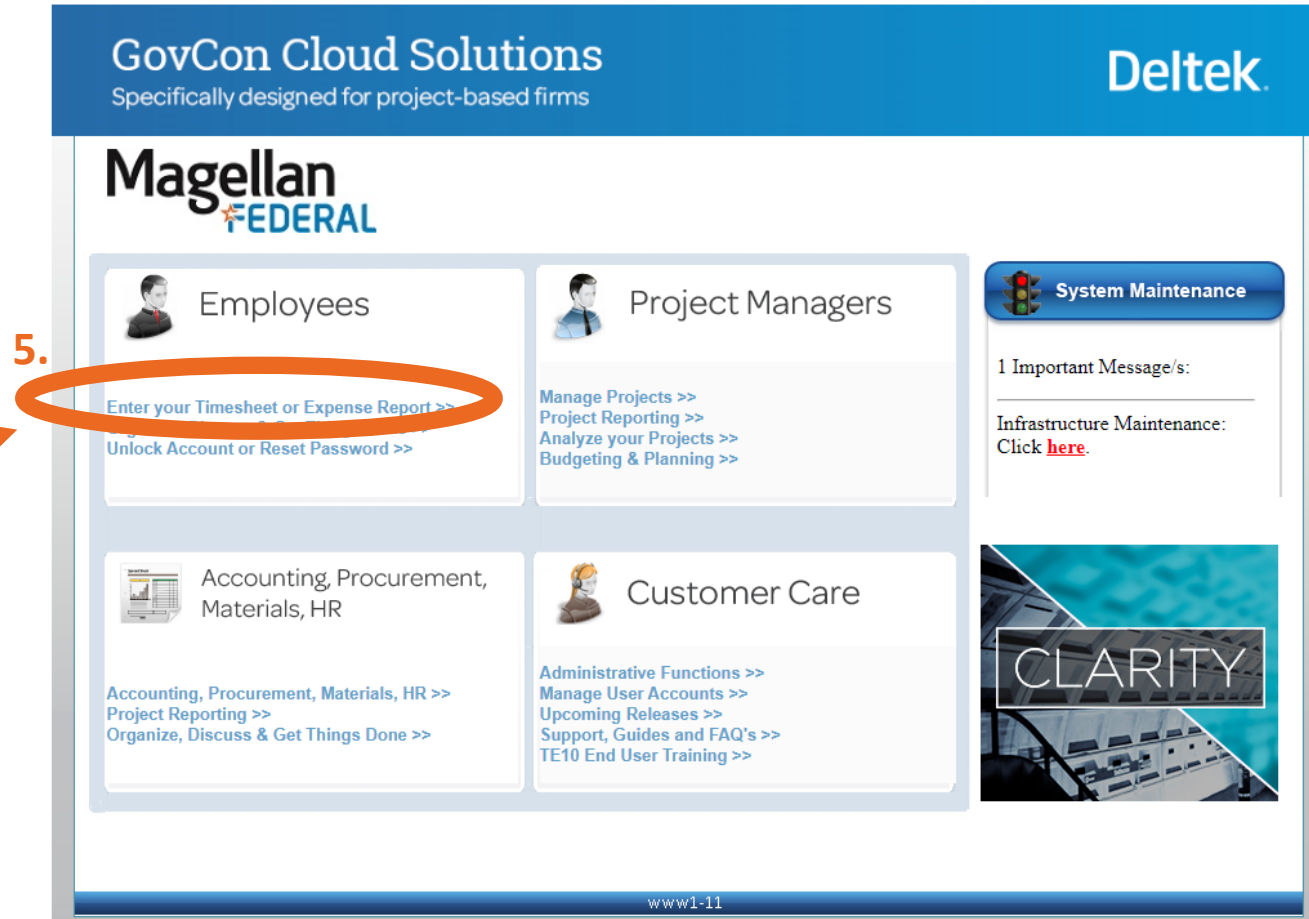 GovCon Cloud Solutions
Specifically designed for project-based firms
Deltek.
Magellan
FEDERAL
Employees
5.
Enter your Timesheet or Expense Report >>
Unlock Account or Reset Password >>
Project Managers
Manage Projects >>
Project Reporting >>
Analyze your Projects >>
Budgeting & Planning >>
System Maintenance
1 Important Message/s:
Infrastructure Maintenance:
Click here.
Accounting, Procurement,
Materials, HR
Accounting, Procurement, Materials, HR >>
Project Reporting >>
Organize, Discuss & Get Things Done >>
Customer Care
Administrative Functions >>
Manage User Accounts >>
Upcoming Releases >>
Support, Guides and FAQ's >>
TE10 End User Training >>
CLARITY
www1-11